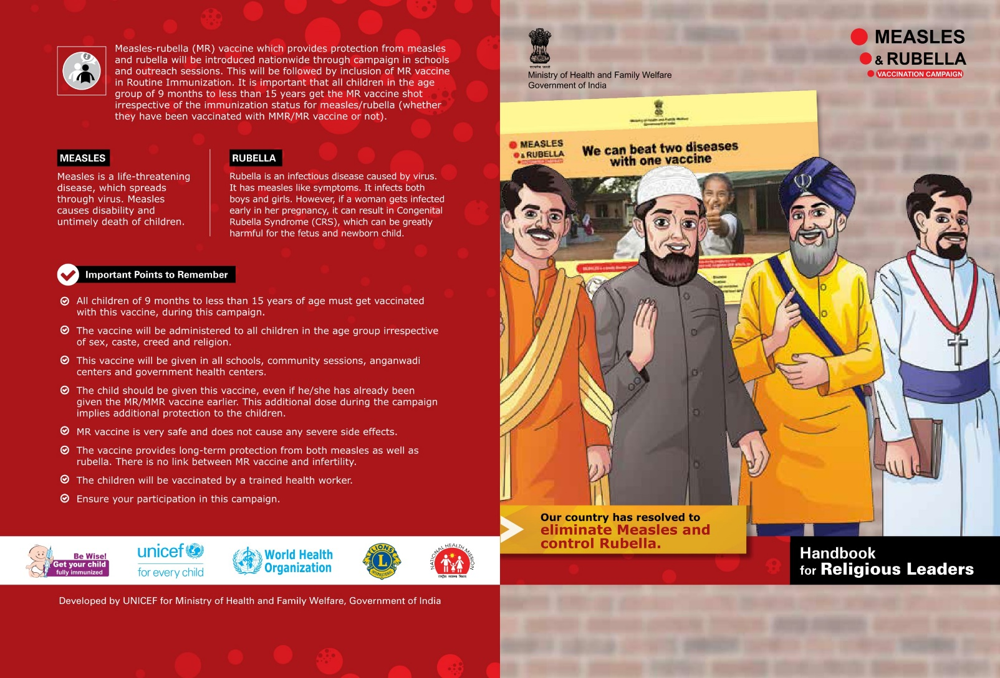 Measles-rubella (MR) vaccine which provides protection from measles
and rubella will be introduced nationwide through campaign in schools
and outreach sessions. This will be followed by inclusion of MR vaccine
in Routine Immunization. It is important that all children in the age
group of 9 months to less than 15 years get the MR vaccine shot
irrespective of the immunization status for measles/rubella (whether
they have been vaccinated with MMR/MR vaccine or not).
MEASLES
Measles is a life-threatening
disease, which spreads
through virus. Measles
causes disability and
untimely death of children.
RUBELLA
Rubella is an infectious disease caused by virus.
It has measles like symptoms. It infects both
boys and girls. However, if a woman gets infected
early in her pregnancy, it can result in Congenital
Rubella Syndrome (CRS), which can be greatly
harmful for the fetus and newborn child.
Important Points to Remember
All children of 9 months to less than 15 years of age must get vaccinated
with this vaccine, during this campaign.
The vaccine will be administered to all children in the age group irrespective
of sex, caste, creed and religion.
This vaccine will be given in all schools, community sessions, anganwadi
centers and government health centers.
The child should be given this vaccine, even if he/she has already been
given the MR/MMR vaccine earlier. This additional dose during the campaign
implies additional protection to the children.
MR vaccine is very safe and does not cause any severe side effects.
The vaccine provides long-term protection from both measles as well as
rubella. There is no link between MR vaccine and infertility.
The children will be vaccinated by a trained health worker.
Ensure your participation in this campaign.
Be Wise!
Get your child
fully immunized
unicef
for every child
World Health
Organization
LIONS
L
INTERNATIONAL
NATIONAL HEALTH MISSION
राष्ट्रीय स्वास्थ्य मिशन
Developed by UNICEF for Ministry of Health and Family Welfare, Government of India
सत्यमेव जयते
Ministry of Health and Family Welfare
Government of India
MEASLES
& RUBELLA
VACCINATION CAMPAIGN
Ministry of Health and Family Welfare
Government of India
MEASLES
& RUBELLA
We can beat two diseases
with one vaccine
Our country has resolved to
eliminate Measles and
control Rubella.
Handbook
for Religious Leaders